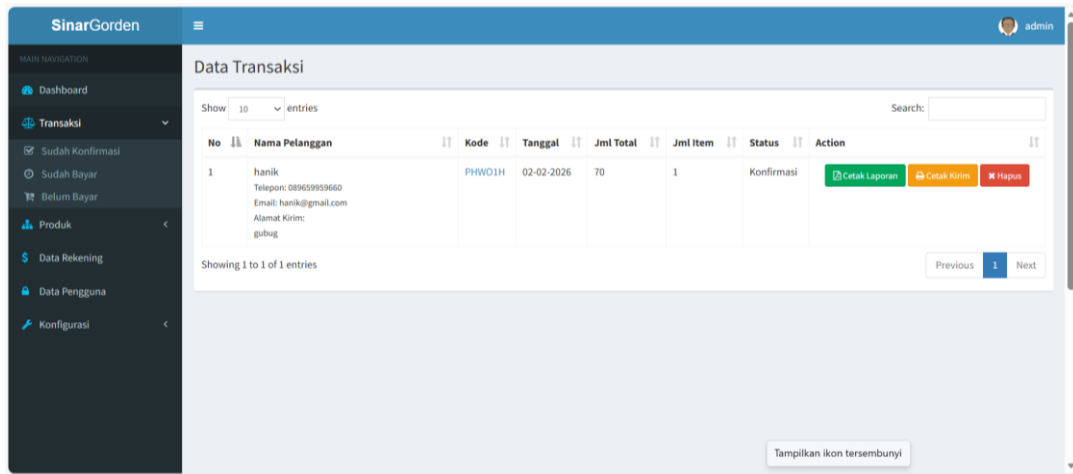 SinarGorden
admin
MAIN NAVIGATION
Dashboard
Transaksi
Sudah Konfirmasi
Sudah Bayar
Belum Bayar
Produk
Data Rekening
Data Pengguna
Konfigurasi
Data Transaksi
Show 10 entries
Search:
No Nama Pelanggan Kode Tanggal Jml Total Jml Item Status Action
1 hanik PHWO1H 02-02-2026 70 1 Konfirmasi Cetak Laporan Cetak Kirim Hapus
Telepon: 089659959660
Email: hanik@gmail.com
Alamat Kirim:
gubug
Showing 1 to 1 of 1 entries
Previous 1 Next
Tampilkan ikon tersembunyi